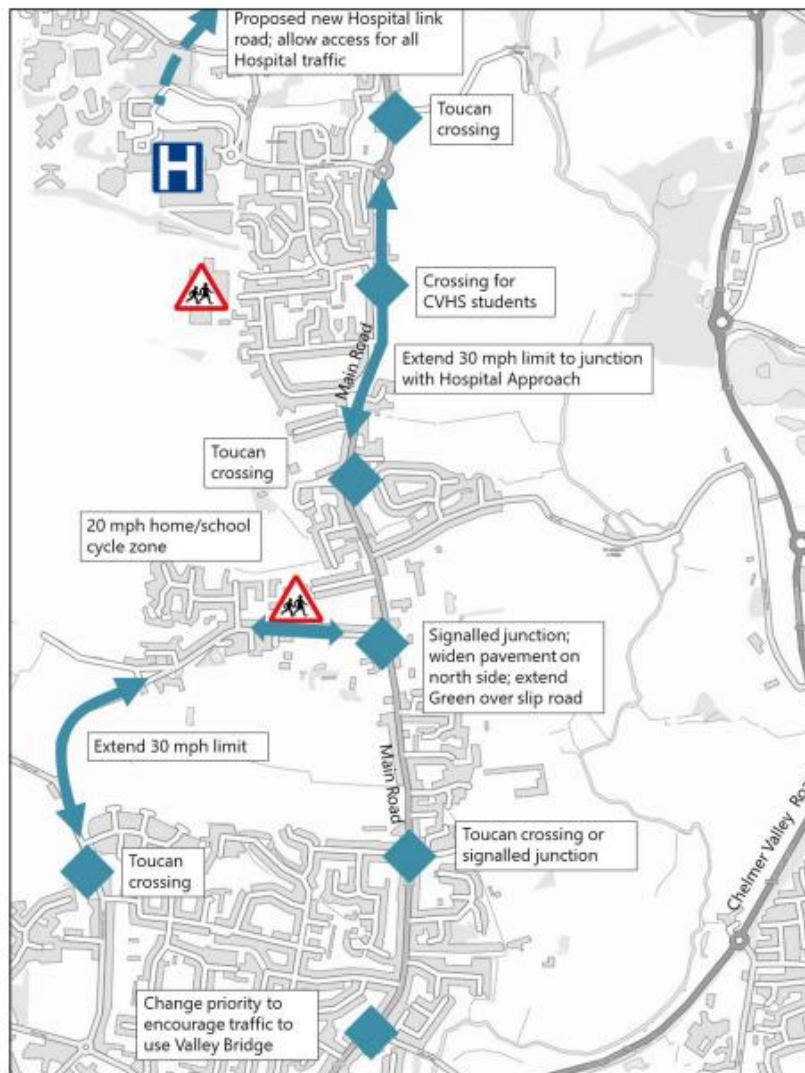 Proposed new Hospital link
road; allow access for all
Hospital traffic
Toucan
crossing
H
Crossing for
CVHS students
Main Road
Extend 30 mph limit to junction
with Hospital Approach
Toucan
crossing
20 mph home/school
cycle zone
Signalled junction;
widen pavement on
north side; extend
Green over slip road
Extend 30 mph limit
Main Road
Toucan crossing or
signalled junction
Toucan
crossing
Chelmer Valley Roa
Change priority to
encourage traffic to
use Valley Bridge